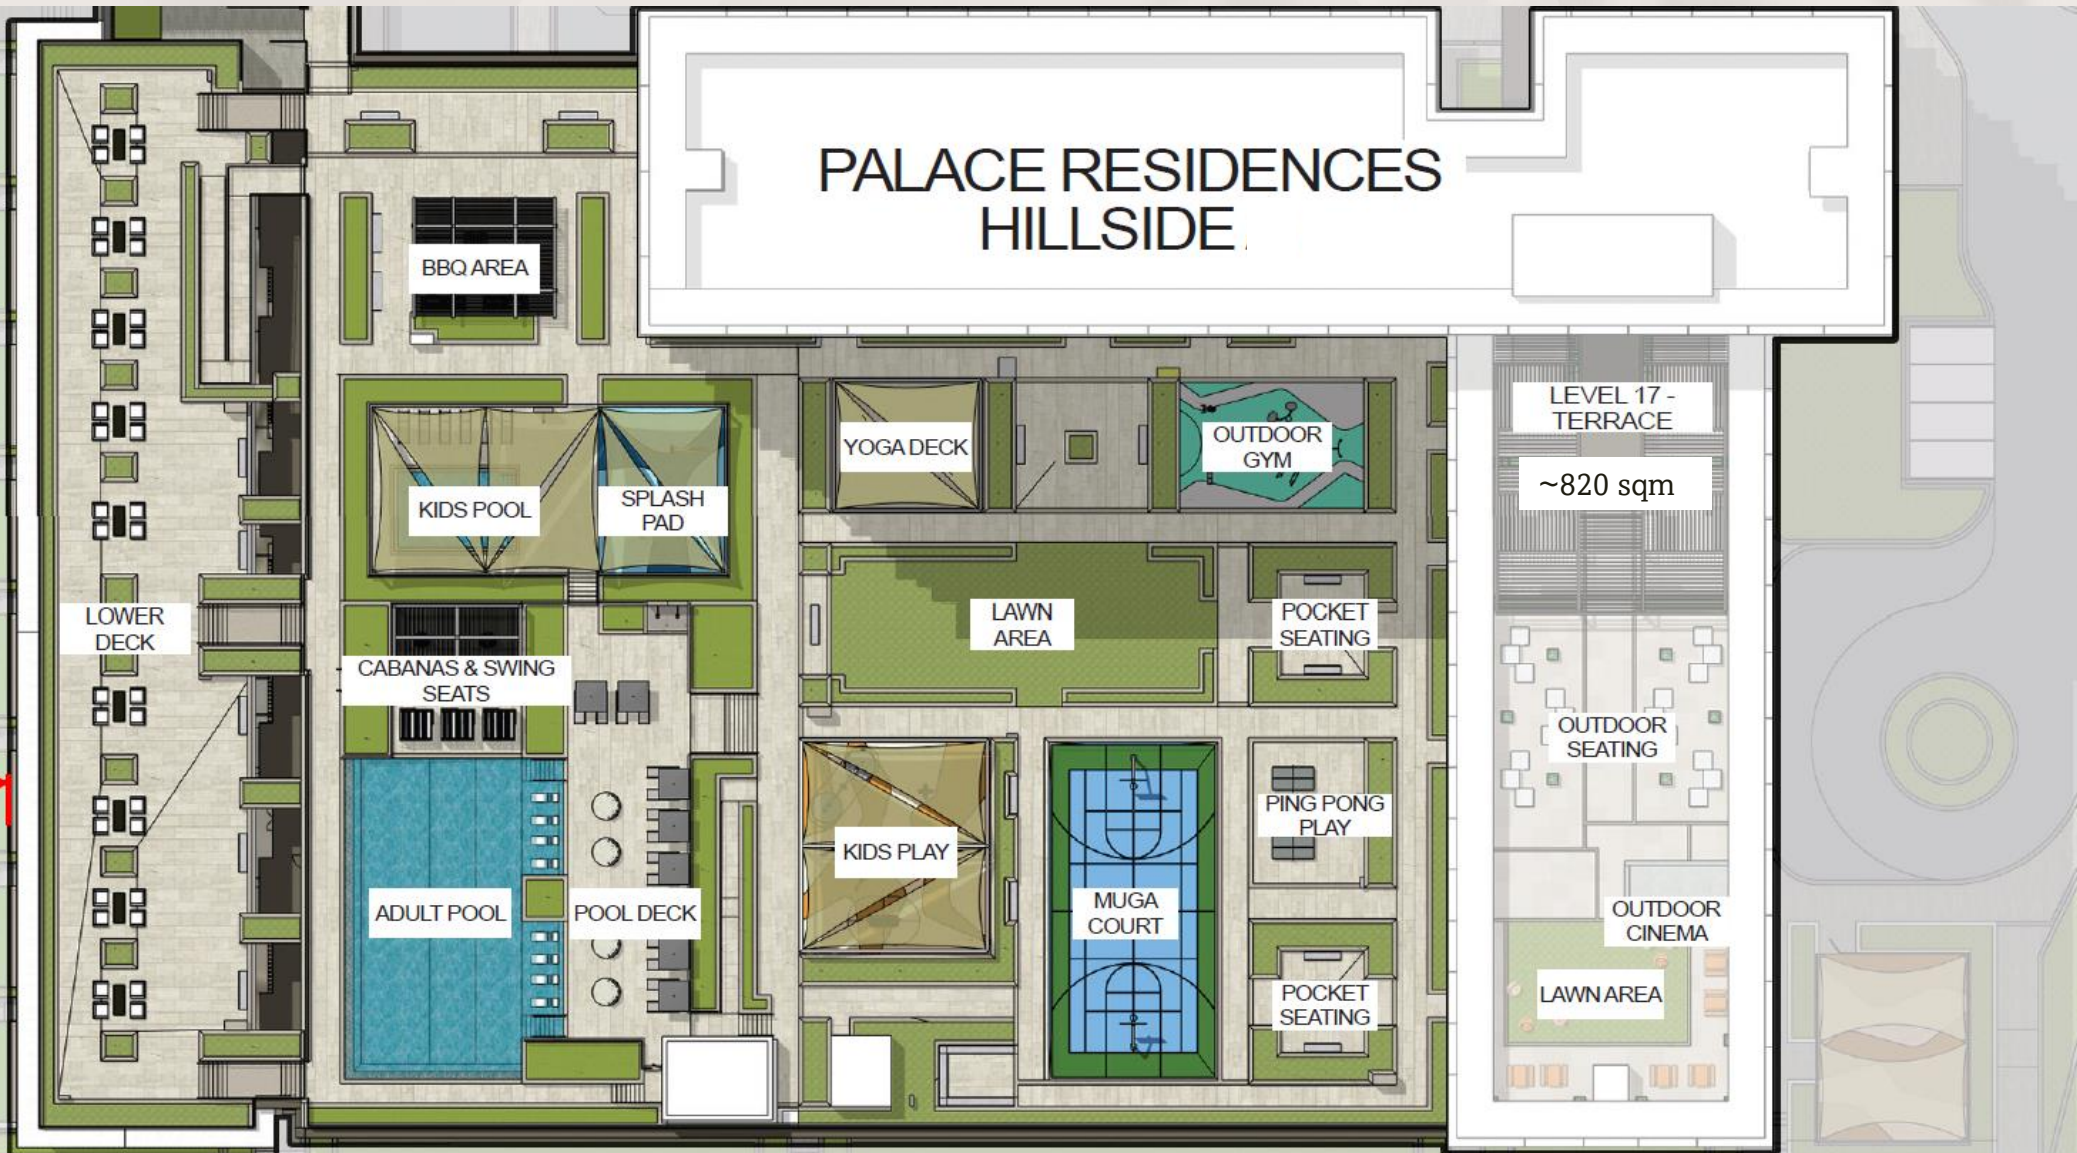 PALACE RESIDENCES
HILLSIDE
BBQ AREA
LEVEL 17 -
TERRACE
~820 sqm
YOGA DECK
OUTDOOR
GYM
KIDS POOL
SPLASH
PAD
LOWER
DECK
LAWN
AREA
POCKET
SEATING
CABANAS & SWING
SEATS
OUTDOOR
SEATING
PING PONG
PLAY
KIDS PLAY
ADULT POOL
POOL DECK
MUGA
COURT
OUTDOOR
CINEMA
LAWN AREA
POCKET
SEATING